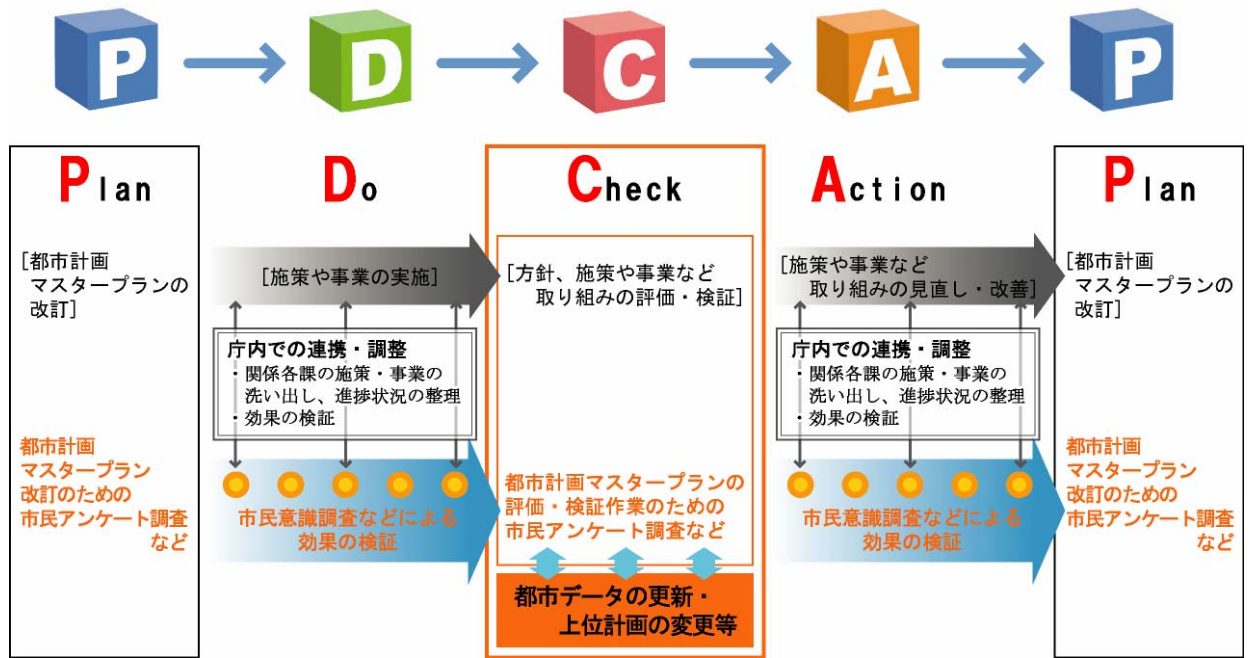 P
D
C
A
P
Plan
[都市計画
マスタープランの
改訂]
都市計画
マスタープラン
改訂のための
市民アンケート調査
など
Do
[施策や事業の実施]
庁内での連携・調整
・関係各課の施策・事業の
洗い出し、進捗状況の整理
・効果の検証
市民意識調査などによる
効果の検証
Check
[方針、施策や事業など
取り組みの評価・検証]
都市計画マスタープランの
評価・検証作業のための
市民アンケート調査など
都市データの更新・
上位計画の変更等
Action
[施策や事業など
取り組みの見直し・改善]
庁内での連携・調整
・関係各課の施策・事業の
洗い出し、進捗状況の整理
・効果の検証
市民意識調査などによる
効果の検証
Plan
[都市計画
マスタープランの
改訂]
都市計画
マスタープラン
改訂のための
市民アンケート調査
など